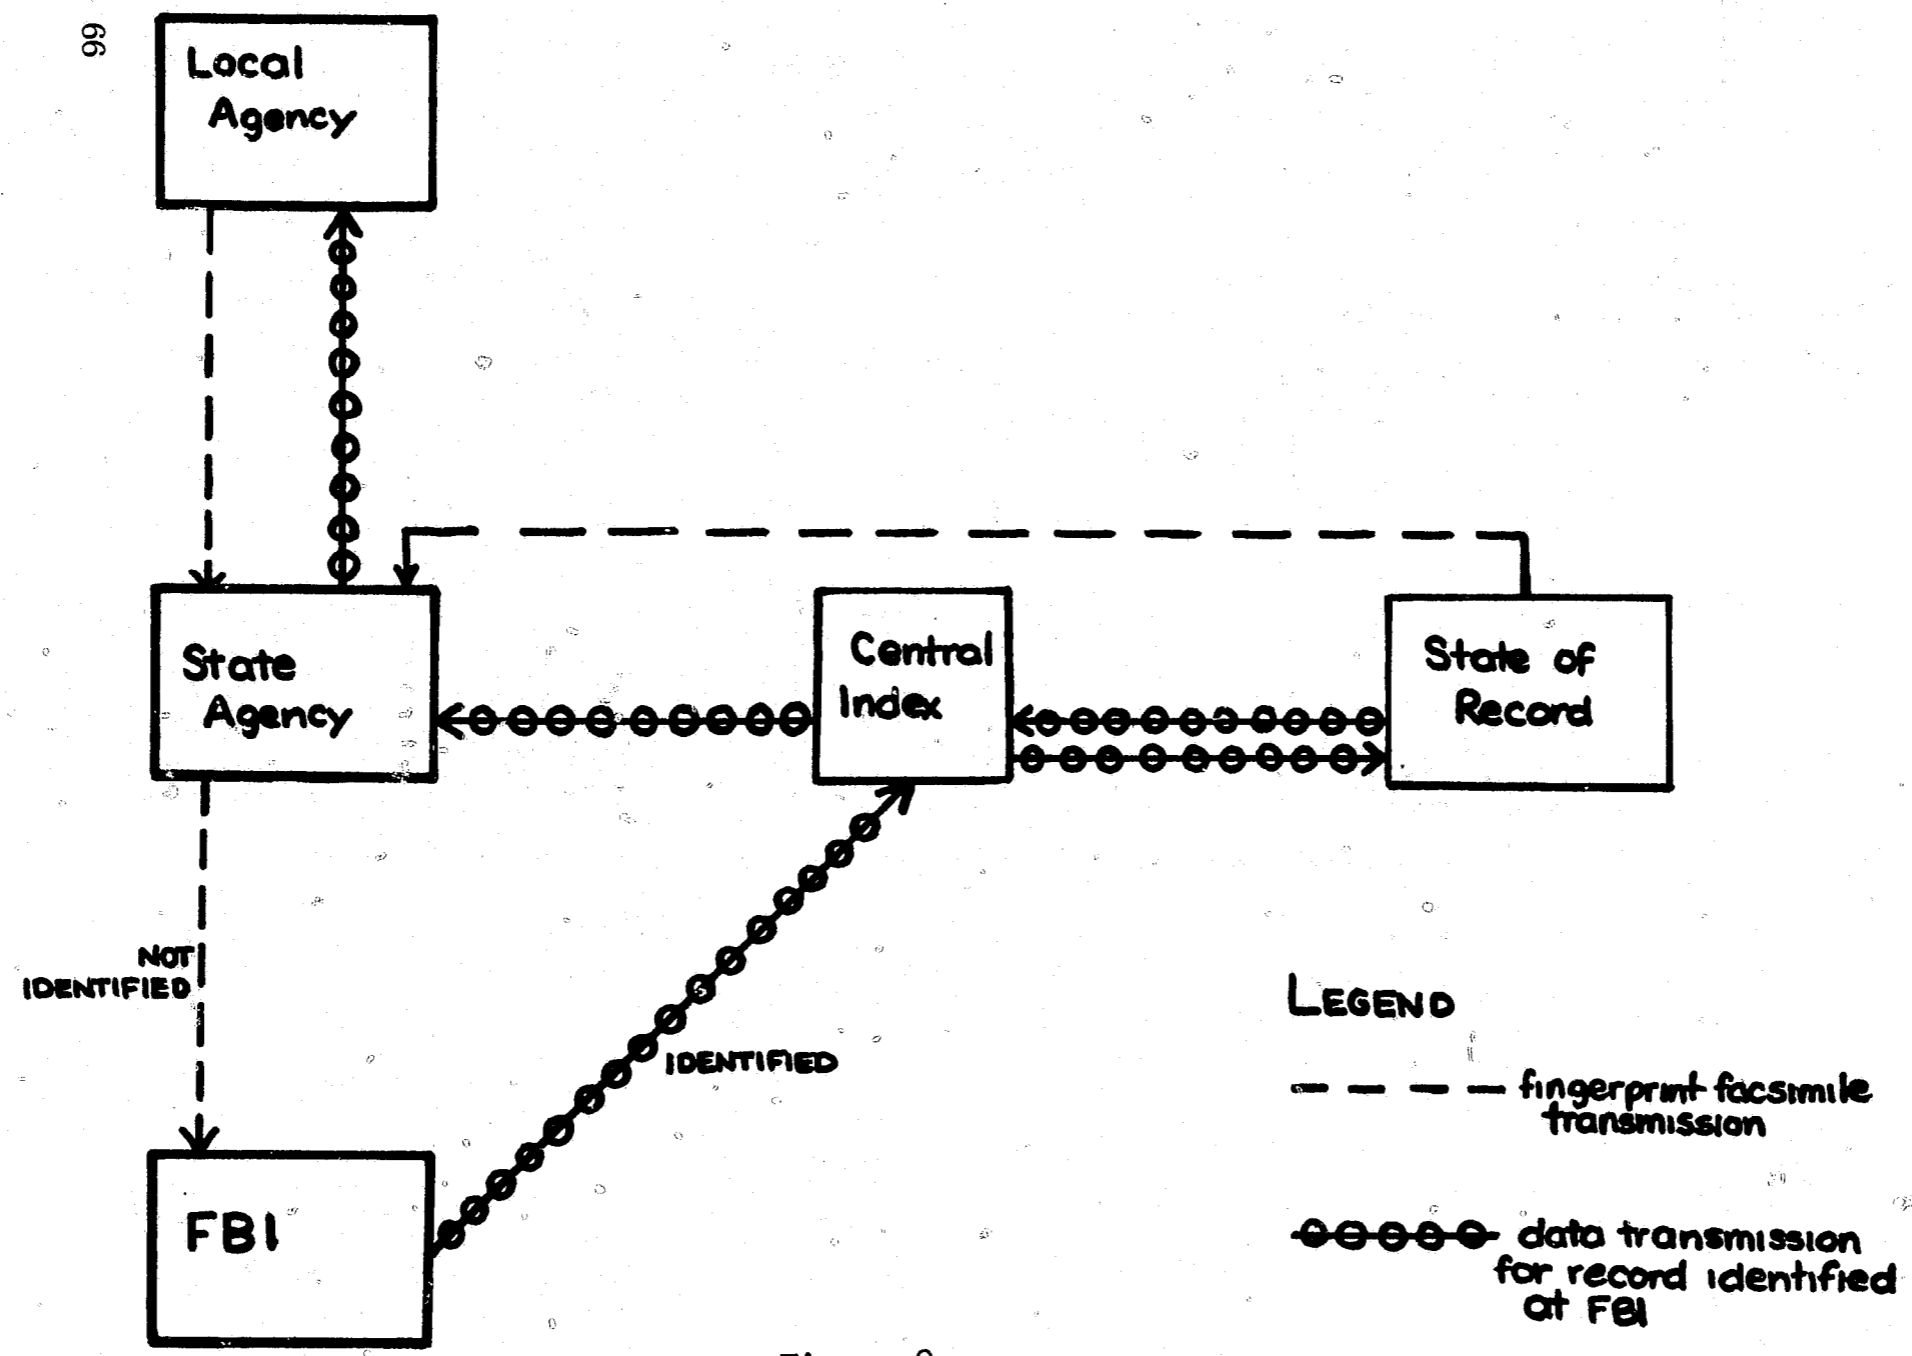 66
Local
Agency
State
Agency
Central
Index
State of
Record
NOT
IDENTIFIED
IDENTIFIED
FBI
LEGEND
fingerprint facsimile
transmission
data transmission
for record identified
at FBI